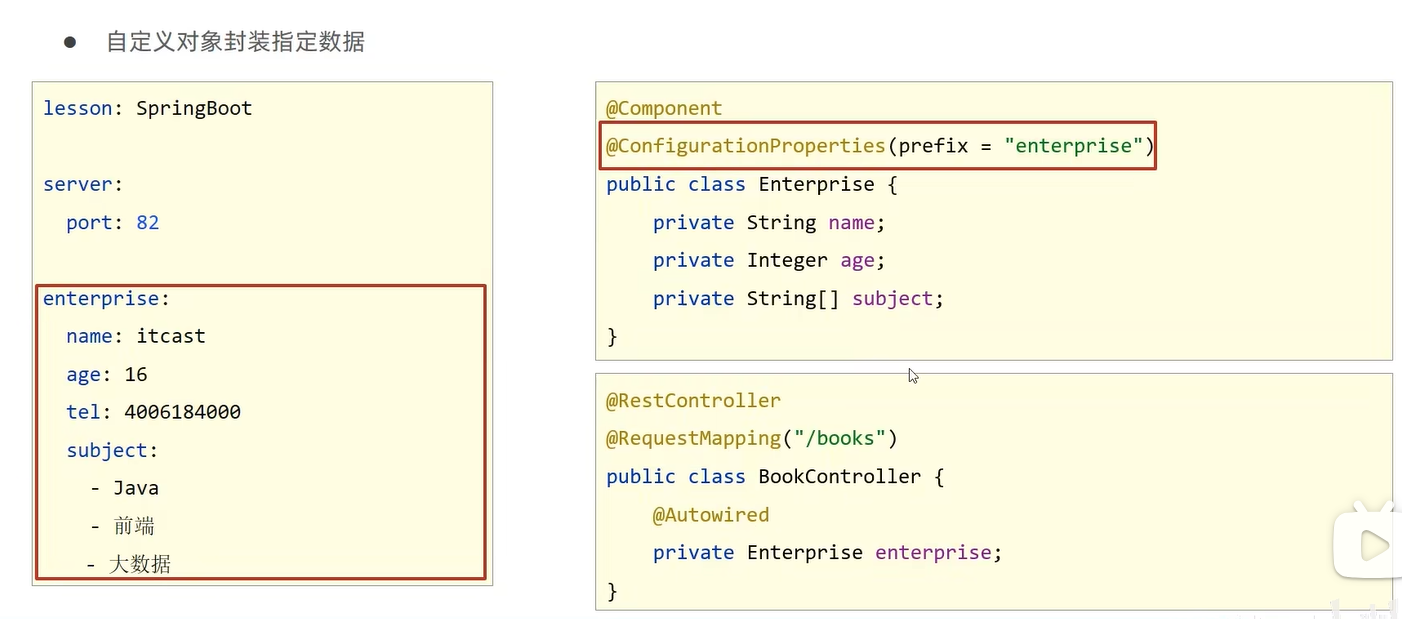 ● 自定义对象封装指定数据
lesson: SpringBoot
server:
  port: 82
enterprise:
  name: itcast
  age: 16
  tel: 4006184000
  subject:
    - Java
    - 前端
    - 大数据
@Component
@ConfigurationProperties(prefix = "enterprise")
public class Enterprise {
    private String name;
    private Integer age;
    private String[] subject;
}
@RestController
@RequestMapping("/books")
public class BookController {
    @Autowired
    private Enterprise enterprise;
}